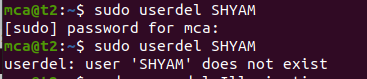 mca@t2:~$ sudo userdel SHYAM
[sudo] password for mca:
mca@t2:~$ sudo userdel SHYAM
userdel: user 'SHYAM' does not exist